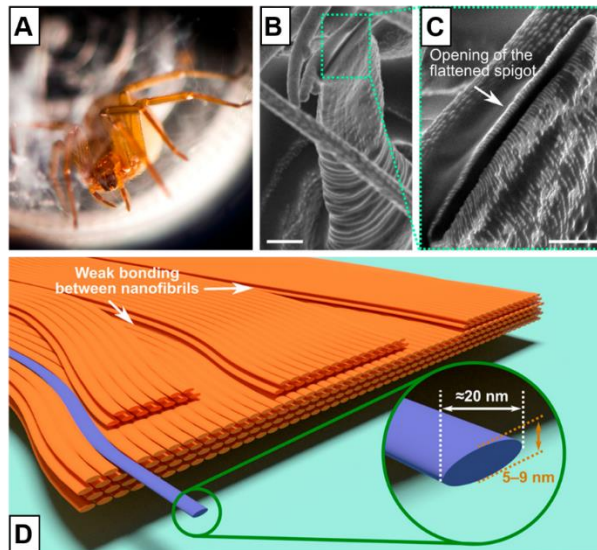 A
B
C
Opening of the
flattened spigot
Weak bonding
between nanofibrils
≈20 nm
5–9 nm
D